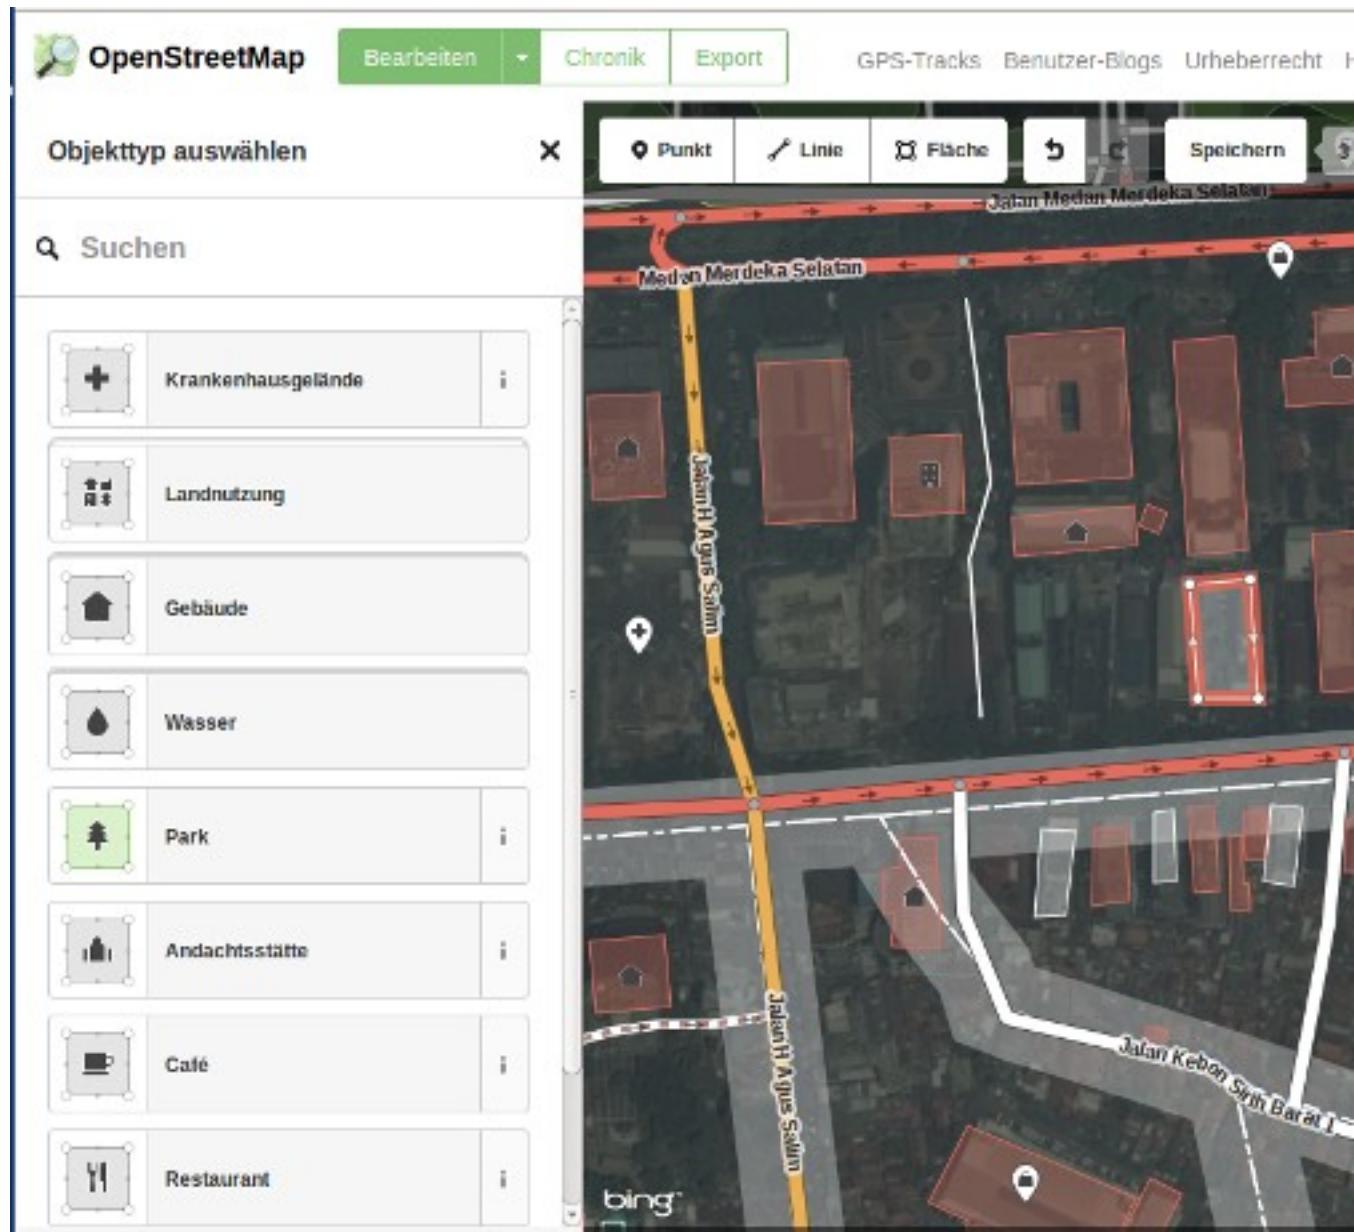 OpenStreetMap
Bearbeiten
Chronik
Export
GPS-Tracks
Benutzer-Blogs
Urheberrecht
H
Objekttyp auswählen
Punkt
Linie
Fläche
Speichern
Suchen
Krankenhausgelände
i
Landnutzung
Gebäude
Wasser
Park
i
Andachtsstätte
i
Café
i
Restaurant
i
Jalan Medan Merdeka Selatan
Medan Merdeka Selatan
Jalan H Agus Salim
Jalan H Agus Salim
Jalan Kebon Sirih Barat 1
bing